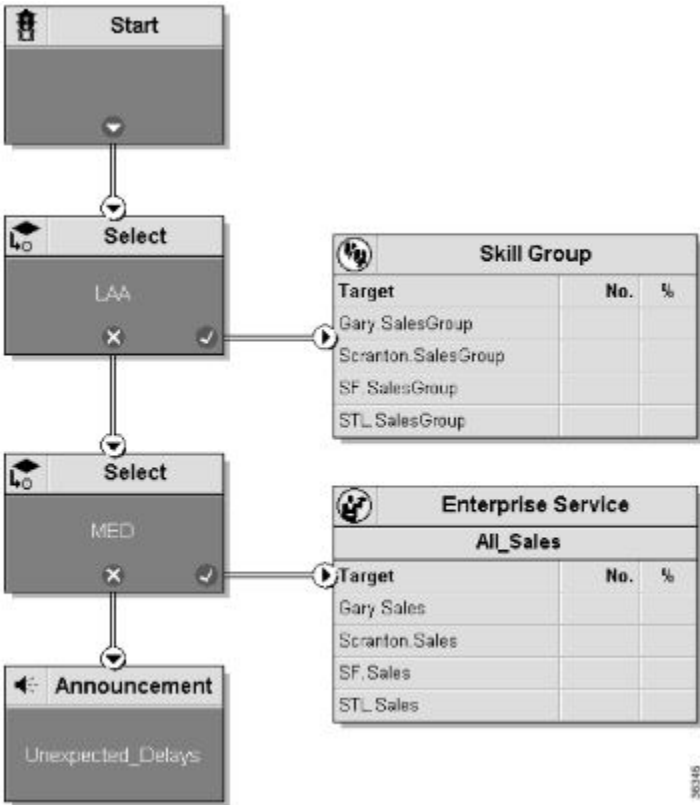 Start
Select
LAA
Skill Group
Target No. %
Gary.SalesGroup
Scranton.SalesGroup
SF.SalesGroup
STL.SalesGroup
Select
MED
Enterprise Service
All_Sales
Target No. %
Gary.Sales
Scranton.Sales
SF.Sales
STL.Sales
Announcement
Unexpected_Delays